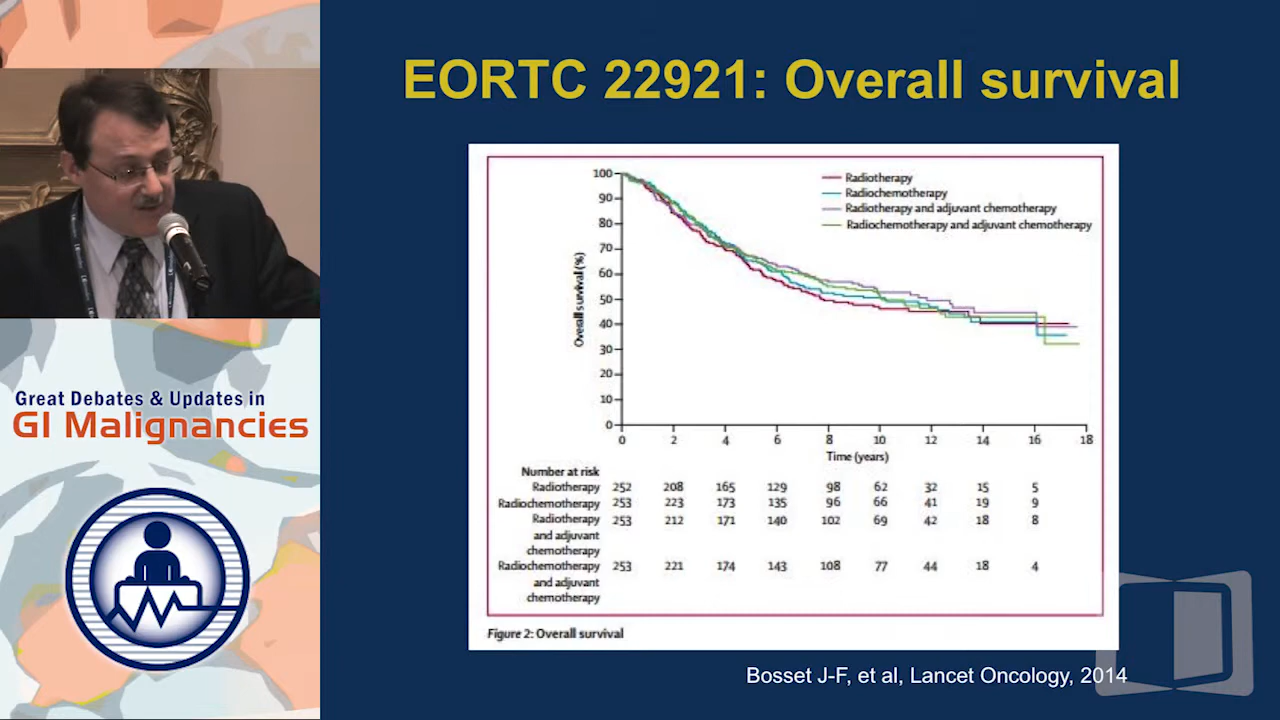 EORTC 22921: Overall survival
Great Debates & Updates in
GI Malignancies
100
90
80
70
60
50
40
30
20
10
0
Overall survival (%)
Radiotherapy
Radiochemotherapy
Radiotherapy and adjuvant chemotherapy
Radiochemotherapy and adjuvant chemotherapy
0 2 4 6 8 10 12 14 16 18
Time (years)
Number at risk
Radiotherapy 252 208 165 129 98 62 32 15 5
Radiochemotherapy 253 223 173 135 96 66 41 19 9
Radiotherapy 253 212 171 140 102 69 42 18 8
and adjuvant
chemotherapy
Radiochemotherapy 253 221 174 143 108 77 44 18 4
and adjuvant
chemotherapy
Figure 2: Overall survival
Bosset J-F, et al, Lancet Oncology, 2014